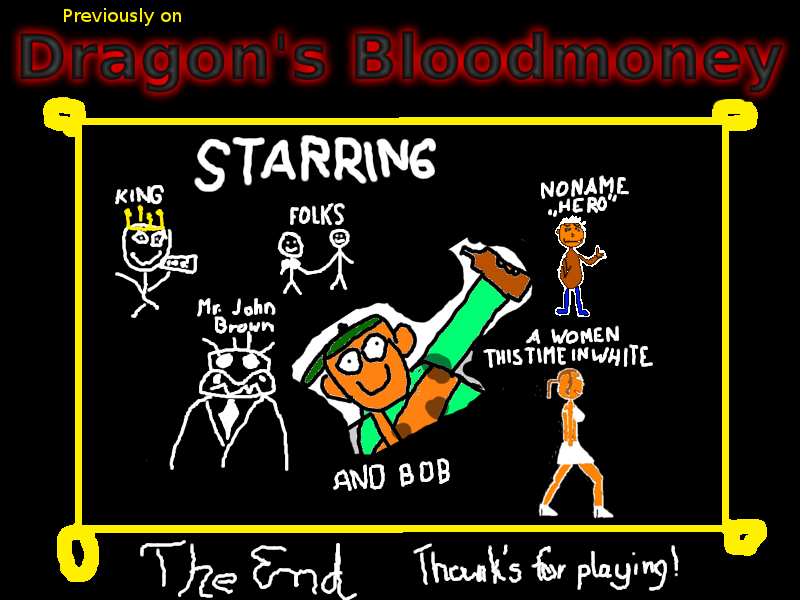 Previously on
Dragon's Bloodmoney
STARRING
KING
FOLK'S
NONAME
„HERO"
Mr. John
Brown
A WOMEN
THIS TIME IN WHITE
AND BOB
The End
Thank's for playing!